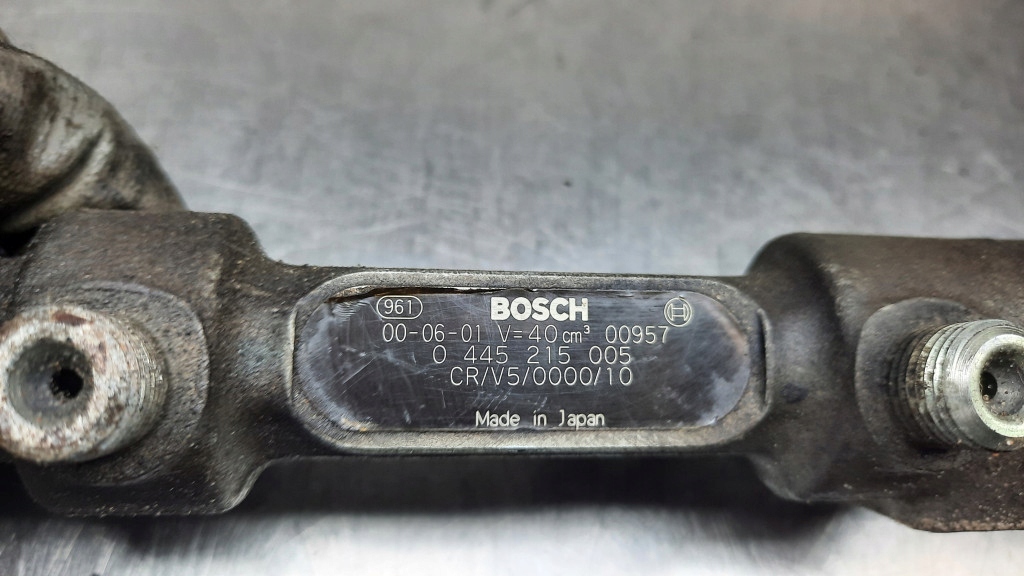 961 BOSCH
00-06-01 V=40cm³ 00957
0 445 215 005
CR/V5/0000/10
Made in Japan